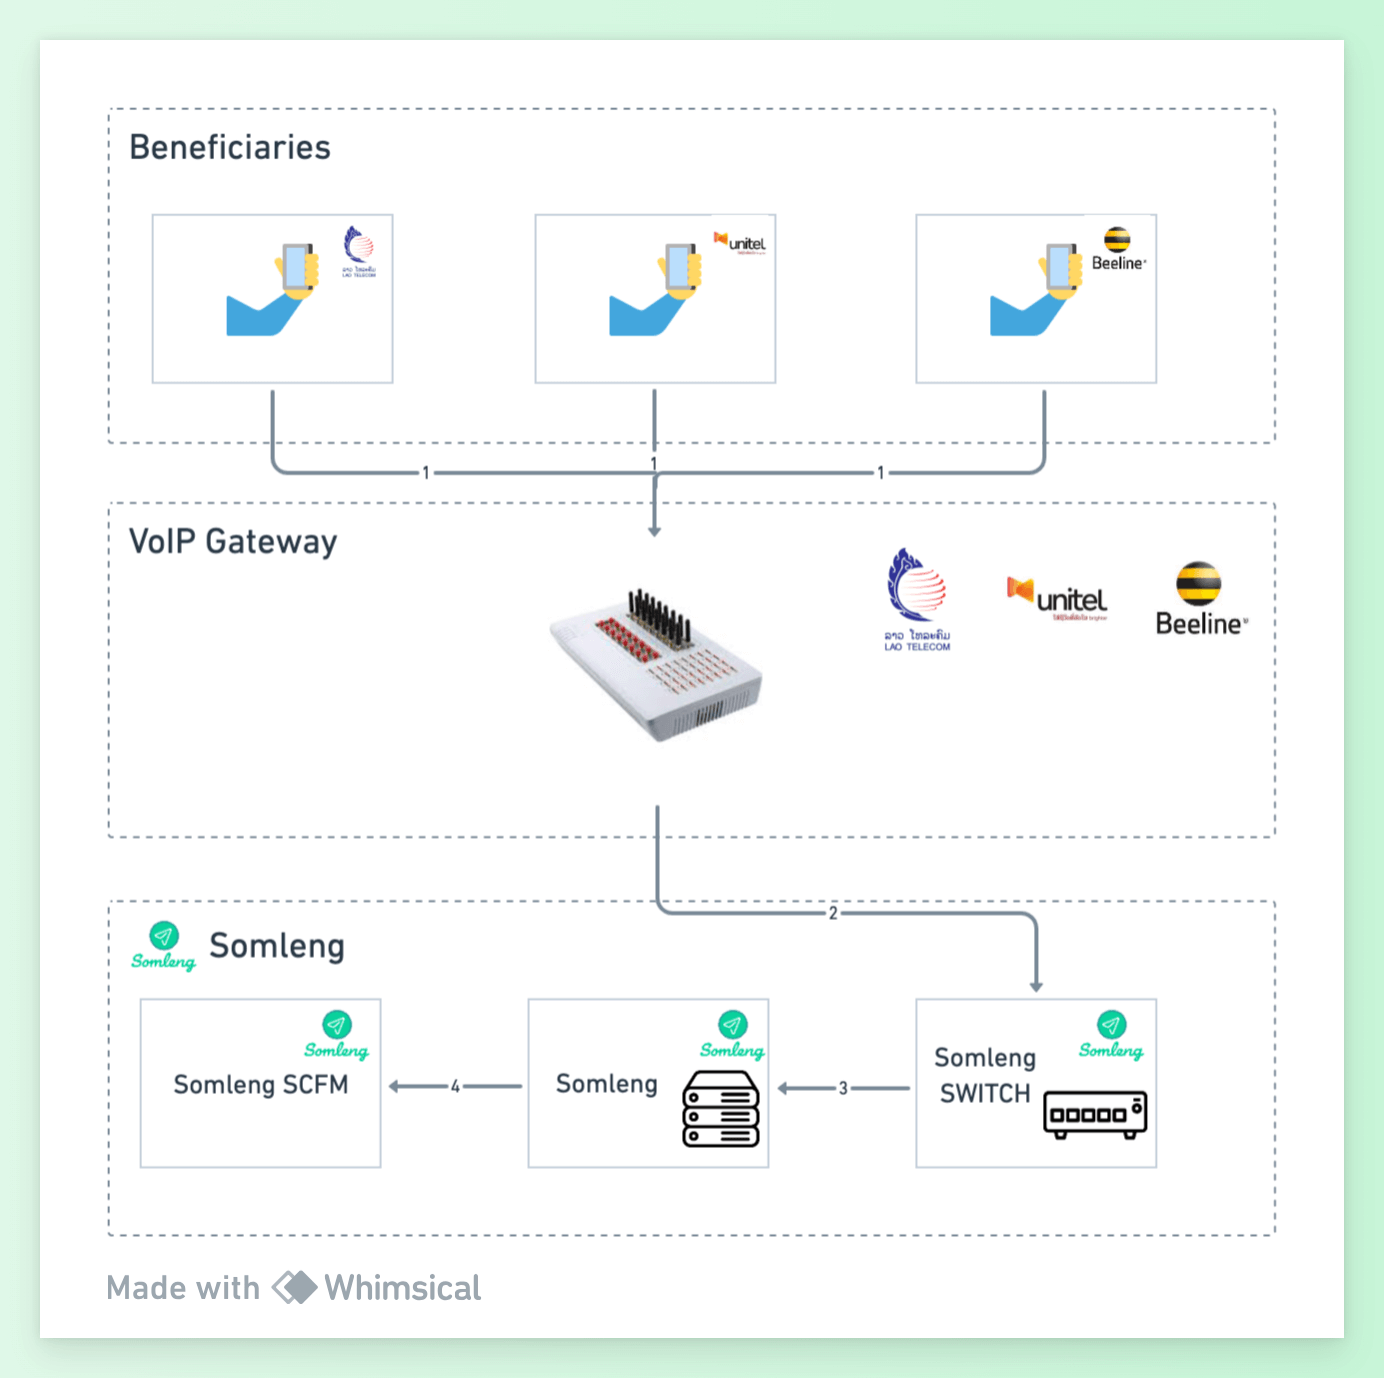 Beneficiaries
ລາວ ໂທລະຄົມ
LAO TELECOM
unitel
Beeline®
1
1
1
VoIP Gateway
ລາວ ໂທລະຄົມ
LAO TELECOM
unitel
brighter
Beeline®
2
Somleng
Somleng
Somleng
Somleng SCFM
4
Somleng
Somleng
3
Somleng
Somleng
SWITCH
Made with Whimsical